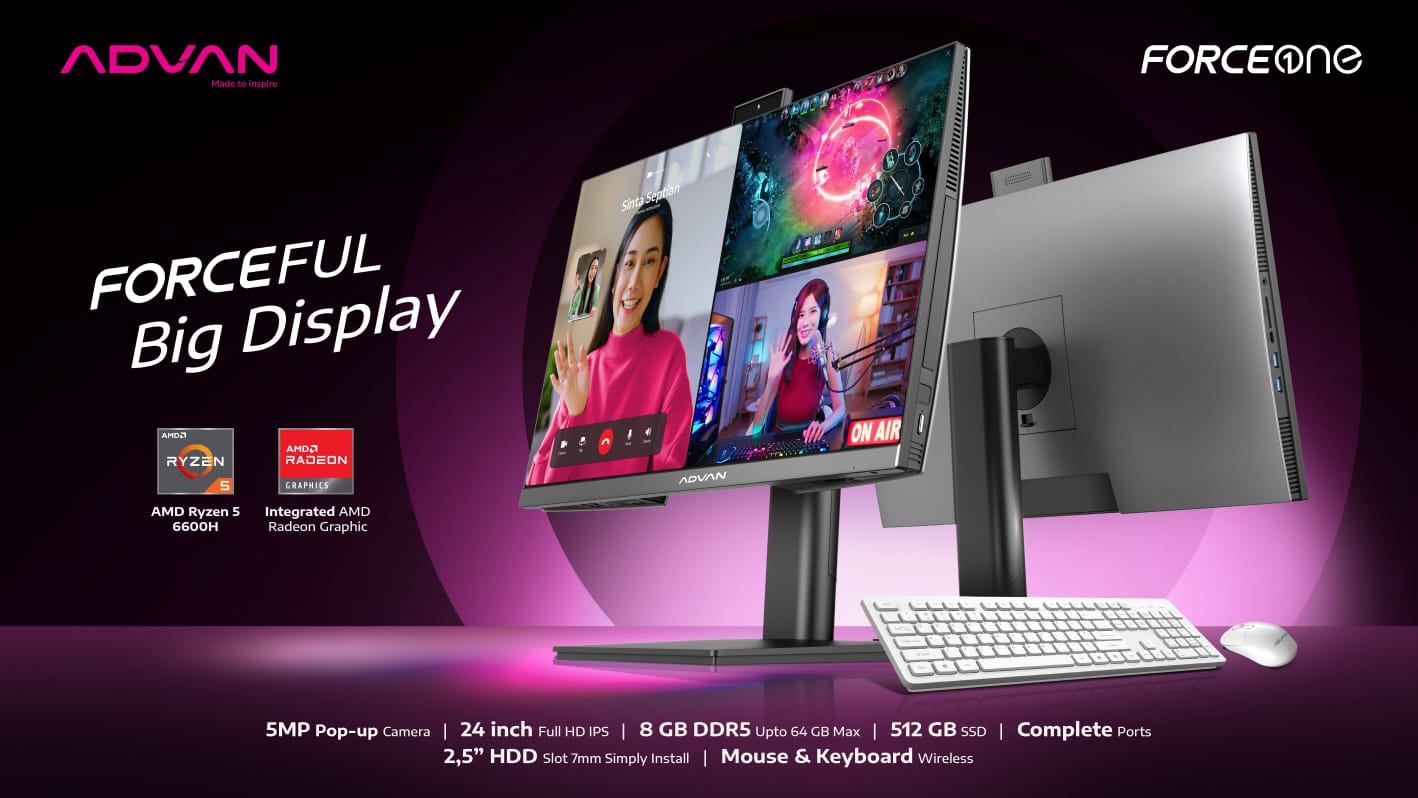 ADVAN
Made to Inspire
FORCEONE
FORCEFUL
Big Display
Sinta Septian
ON AIR
ADVAN
AMD
RYZEN
5
AMD
RADEON
GRAPHICS
AMD Ryzen 5
6600H
Integrated AMD
Radeon Graphic
ADVAN
5MP Pop-up Camera | 24 inch Full HD IPS | 8 GB DDR5 Upto 64 GB Max | 512 GB SSD | Complete Ports
2,5” HDD Slot 7mm Simply Install | Mouse & Keyboard Wireless